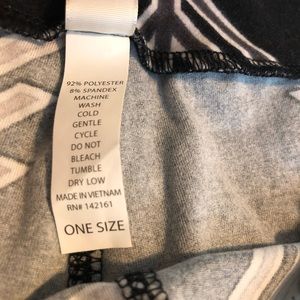 92% POLYESTER
8% SPANDEX
MACHINE
WASH
COLD
GENTLE
CYCLE
DO NOT
BLEACH
TUMBLE
DRY LOW
MADE IN VIETNAM
RN# 142161
ONE SIZE